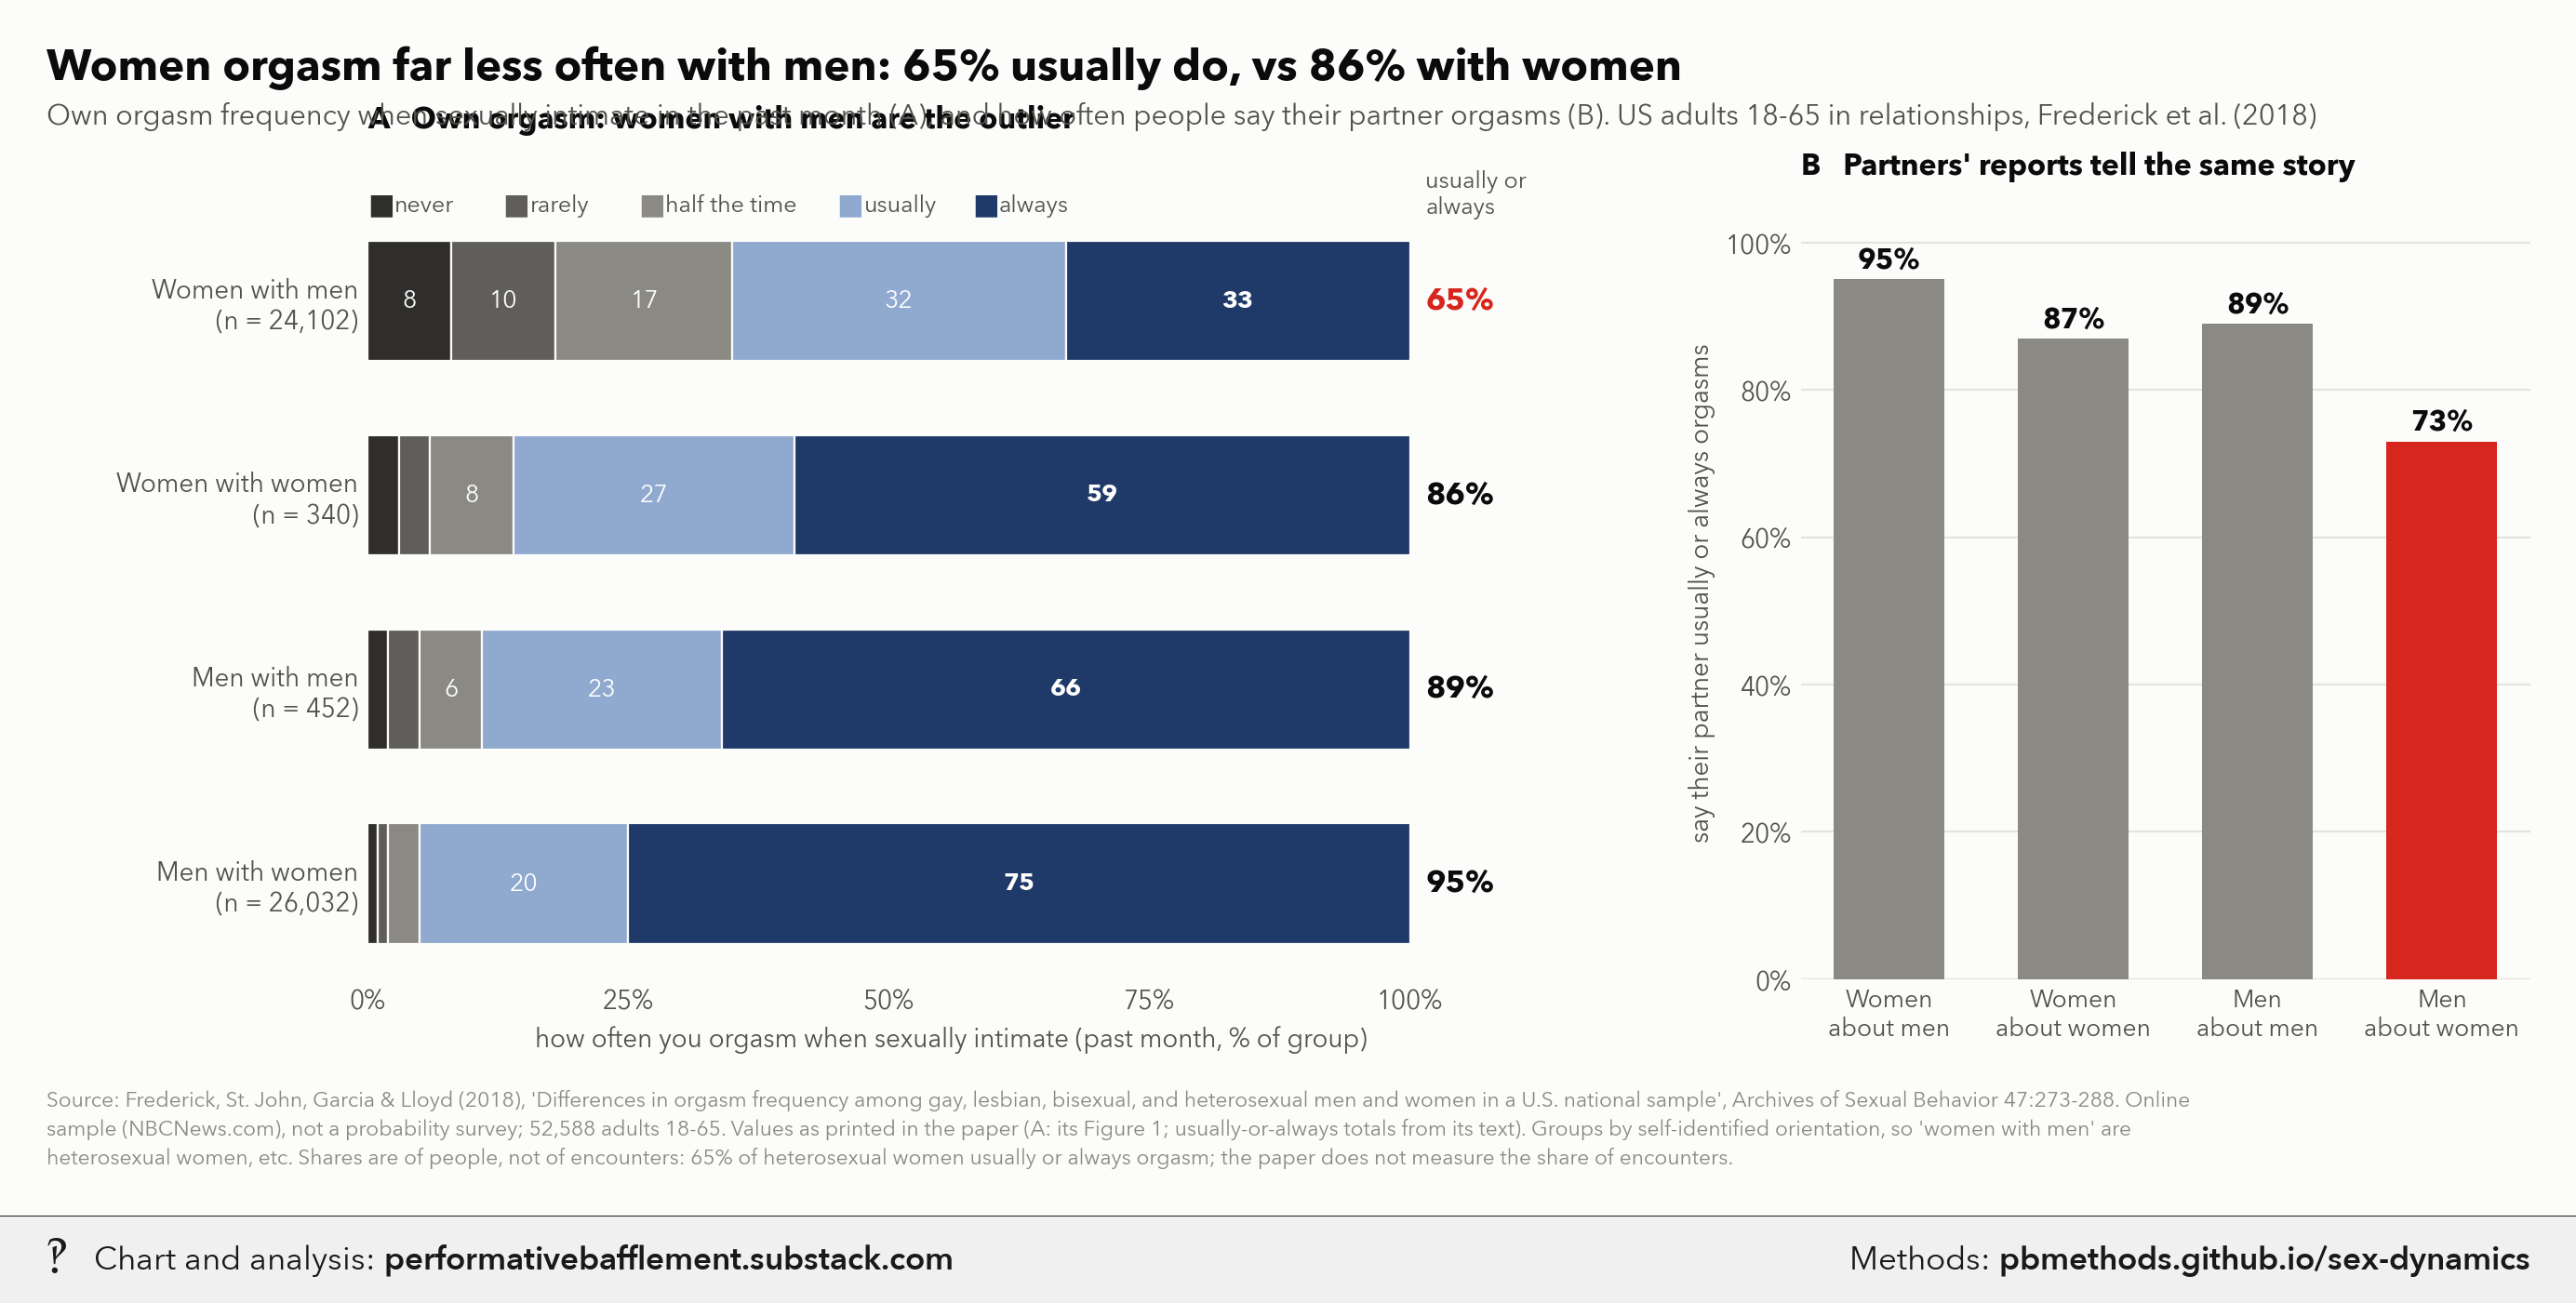 Women orgasm far less often with men: 65% usually do, vs 86% with women
Own orgasm frequency when sexually intimate in the past month (A), and how often people say their partner orgasms (B). US adults 18-65 in relationships, Frederick et al. (2018)
A Own orgasm: women with men are the outlier
never rarely half the time usually always
usually or
always
Women with men
(n = 24,102)
8 10 17 32 33
65%
Women with women
(n = 340)
8 27 59
86%
Men with men
(n = 452)
6 23 66
89%
Men with women
(n = 26,032)
20 75
95%
0% 25% 50% 75% 100%
how often you orgasm when sexually intimate (past month, % of group)
B Partners' reports tell the same story
say their partner usually or always orgasms
100%
80%
60%
40%
20%
0%
95%
87%
89%
73%
Women
about men
Women
about women
Men
about men
Men
about women
Source: Frederick, St. John, Garcia & Lloyd (2018), 'Differences in orgasm frequency among gay, lesbian, bisexual, and heterosexual men and women in a U.S. national sample', Archives of Sexual Behavior 47:273-288. Online
sample (NBCNews.com), not a probability survey; 52,588 adults 18-65. Values as printed in the paper (A: its Figure 1; usually-or-always totals from its text). Groups by self-identified orientation, so 'women with men' are
heterosexual women, etc. Shares are of people, not of encounters: 65% of heterosexual women usually or always orgasm; the paper does not measure the share of encounters.
‽ Chart and analysis: performativebafflement.substack.com
Methods: pbmethods.github.io/sex-dynamics